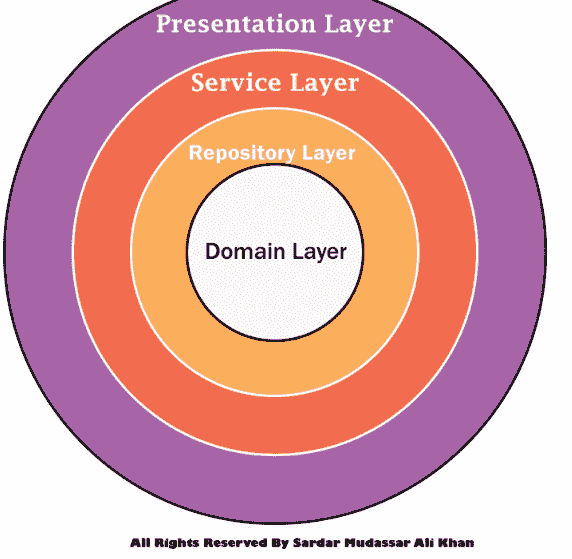 Presentation Layer
Service Layer
Repository Layer
Domain Layer
All Rights Reserved By Sardar Mudassar Ali Khan